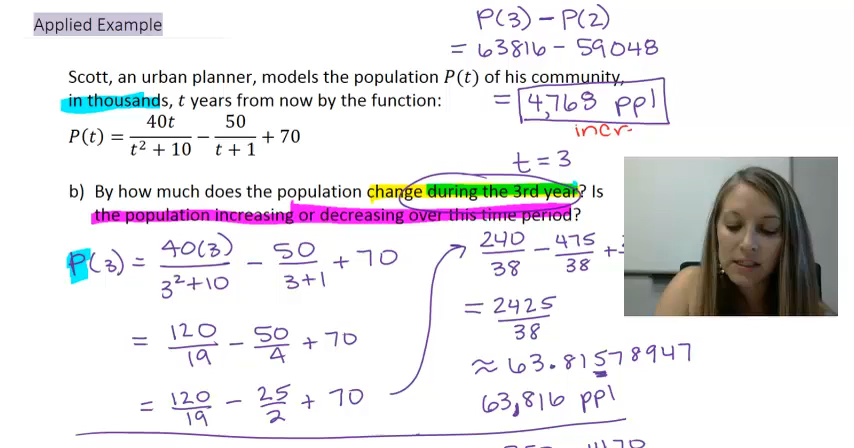 Applied Example
P(3) − P(2)
= 63816 − 59048
= 4,768 ppl
incr
Scott, an urban planner, models the population P(t) of his community,
in thousands, t years from now by the function:
P(t) = 40t/(t² + 10) − 50/(t + 1) + 70
t = 3
b) By how much does the population change during the 3rd year? Is
the population increasing or decreasing over this time period?
P(3) = 40(3)/(3²+10) − 50/(3+1) + 70
= 120/19 − 50/4 + 70
= 120/19 − 25/2 + 70
240/38 − 475/38 +
= 2425/38
≈ 63.81578947
63,816 ppl